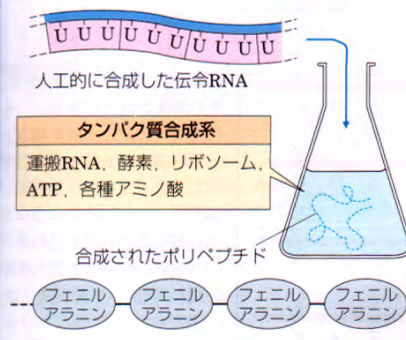 U U U U U U U U U
人工的に合成した伝令RNA
タンパク質合成系
運搬RNA, 酵素, リボソーム,
ATP, 各種アミノ酸
合成されたポリペプチド
フェニル フェニル フェニル フェニル
アラニン アラニン アラニン アラニン